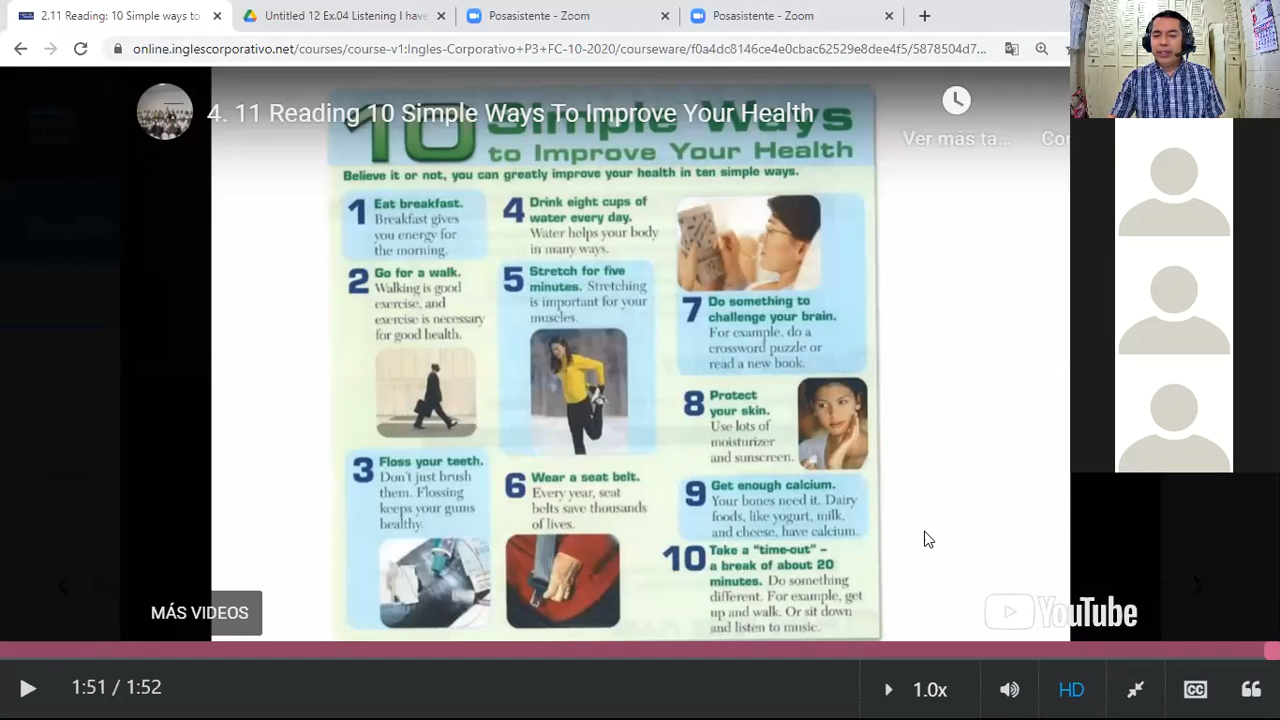 2.11 Reading: 10 Simple ways to
Untitled 12 Ex.04 Listening I have
Posasistente - Zoom
Posasistente - Zoom
online.inglescorporativo.net/courses/course-v1:Ingles-Corporativo+P3+FC-10-2020/courseware/f0a4dc3146ce4e0cbac62529e8dee4f5/5878504d7...
4. 11 Reading 10 Simple Ways To Improve Your Health
Ver más ta...
10 Simple Ways
to Improve Your Health
Believe it or not, you can greatly improve your health in ten simple ways.
1 Eat breakfast.
Breakfast gives
you energy for
the morning.
2 Go for a walk.
Walking is good
exercise, and
exercise is necessary
for good health.
3 Floss your teeth.
Don't just brush
them. Flossing
keeps your gums
healthy.
4 Drink eight cups of
water every day.
Water helps your body
in many ways.
5 Stretch for five
minutes. Stretching
is important for your
muscles.
6 Wear a seat belt.
Every year, seat
belts save thousands
of lives.
7 Do something to
challenge your brain.
For example, do a
crossword puzzle or
read a new book.
8 Protect
your skin.
Use lots of
moisturizer
and sunscreen.
9 Get enough calcium.
Your bones need it. Dairy
foods, like yogurt, milk,
and cheese, have calcium.
10 Take a "time-out" –
a break of about 20
minutes. Do something
different. For example, get
up and walk. Or sit down
and listen to music.
MÁS VIDEOS
YouTube
1:51 / 1:52
1.0x
HD
CC